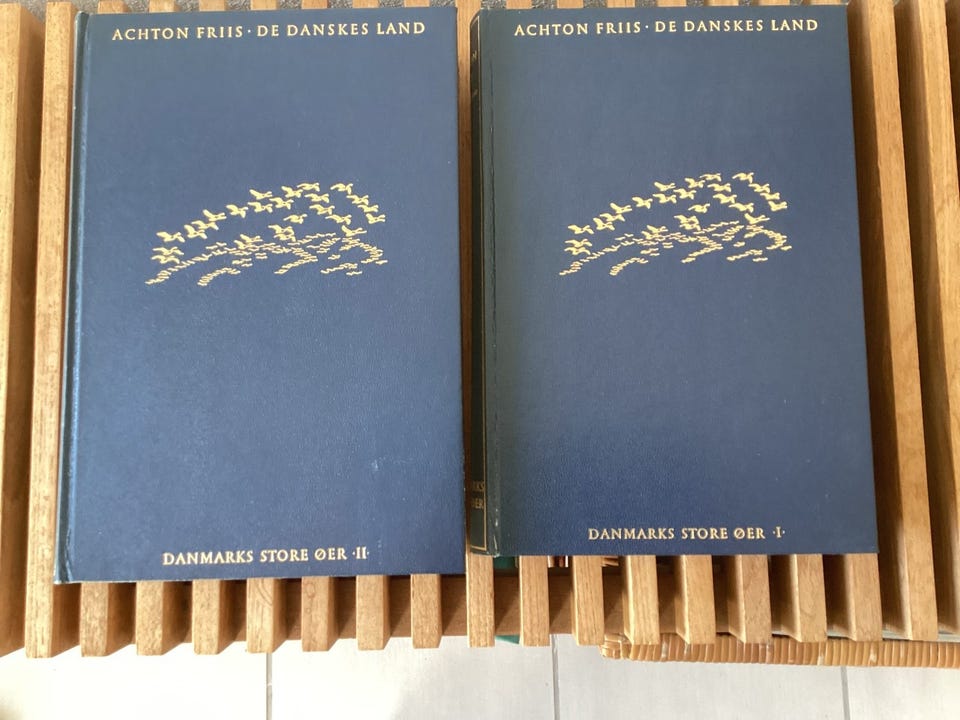 ACHTON FRIIS · DE DANSKES LAND
DANMARKS STORE ØER ·II·
ACHTON FRIIS · DE DANSKES LAND
DANMARKS STORE ØER ·I·